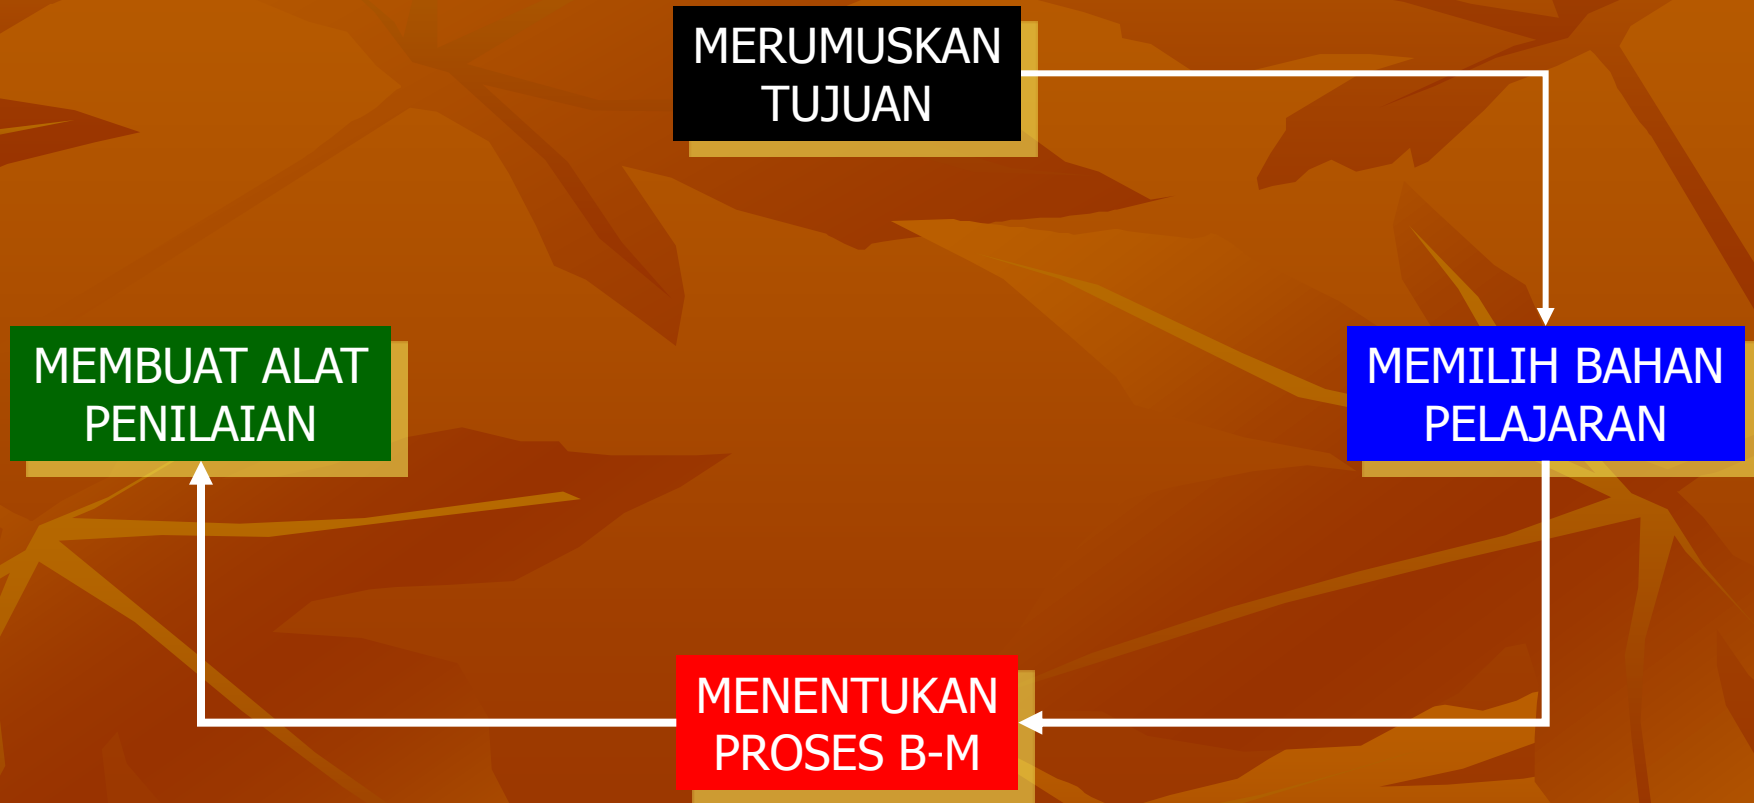 MERUMUSKAN
TUJUAN
MEMILIH BAHAN
PELAJARAN
MENENTUKAN
PROSES B-M
MEMBUAT ALAT
PENILAIAN